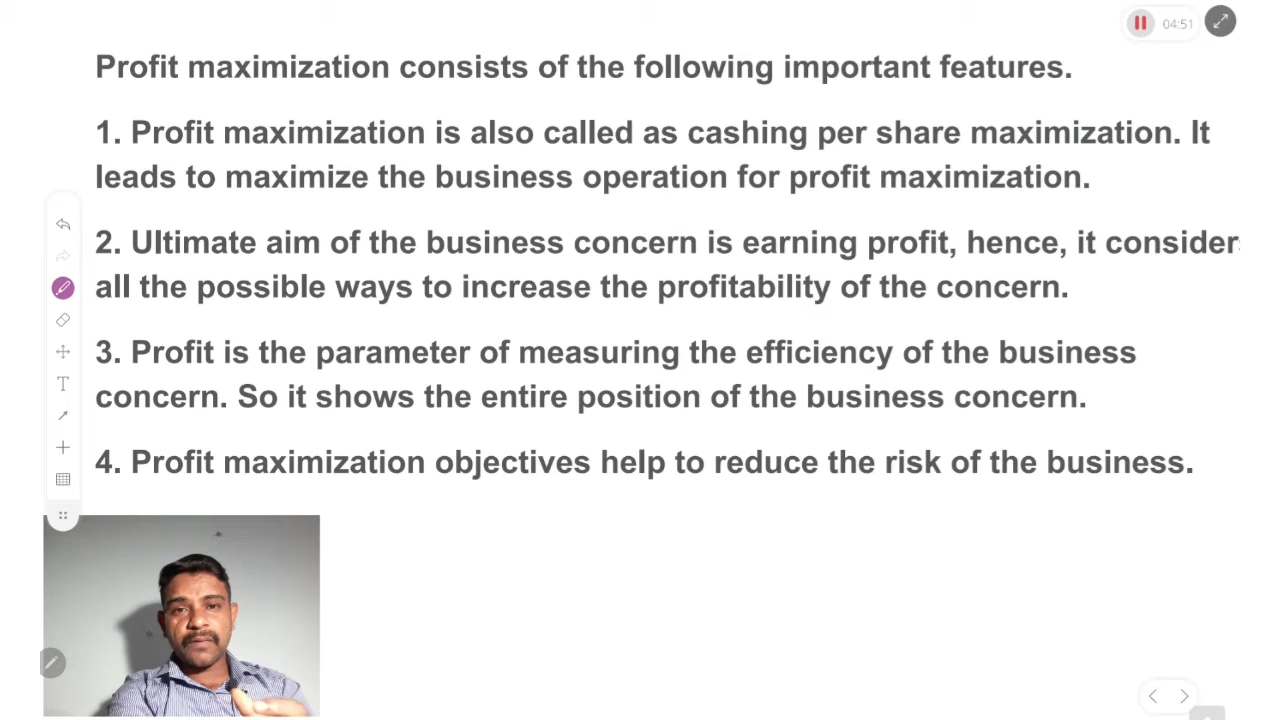 04:51
Profit maximization consists of the following important features.
1. Profit maximization is also called as cashing per share maximization. It
leads to maximize the business operation for profit maximization.
2. Ultimate aim of the business concern is earning profit, hence, it consider
all the possible ways to increase the profitability of the concern.
3. Profit is the parameter of measuring the efficiency of the business
concern. So it shows the entire position of the business concern.
4. Profit maximization objectives help to reduce the risk of the business.
T